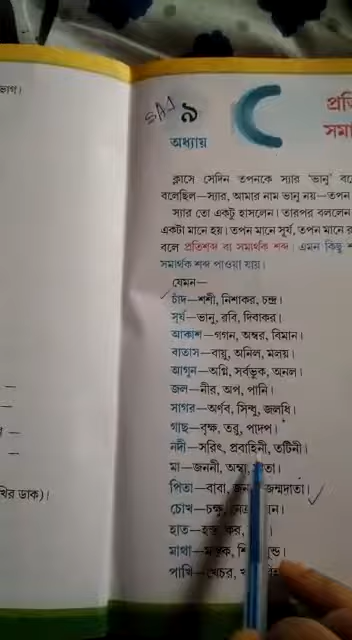 ভাগ।
SA1
৯
অধ্যায়
প্রতি
সমা
ক্লাসে সেদিন তপনকে স্যার 'ভানু' বলে
বলেছিল—স্যার, আমার নাম ভানু নয়—তপন
স্যার তো একটু হাসলেন। তারপর বললেন
একটা মানে হয়। তপন মানে সূর্য, তপন মানে র
বলে প্রতিশব্দ বা সমার্থক শব্দ। এমন কিছু শ
সমার্থক শব্দ পাওয়া যায়।
যেমন—
চাঁদ—শশী, নিশাকর, চন্দ্র।
সূর্য—ভানু, রবি, দিবাকর।
আকাশ—গগন, অম্বর, বিমান।
বাতাস—বায়ু, অনিল, মলয়।
আগুন—অগ্নি, সর্বভুক, অনল।
জল—নীর, অপ, পানি।
সাগর—অর্ণব, সিন্ধু, জলধি।
গাছ—বৃক্ষ, তরু, পাদপ।
নদী—সরিৎ, প্রবাহিনী, তটিনী।
মা—জননী, অম্বা,
পিতা—বাবা, জন্মদাতা।
চোখ—চক্ষু,
খির ডাক)।
হাত—
মাথা—
পাখি—খেচর,